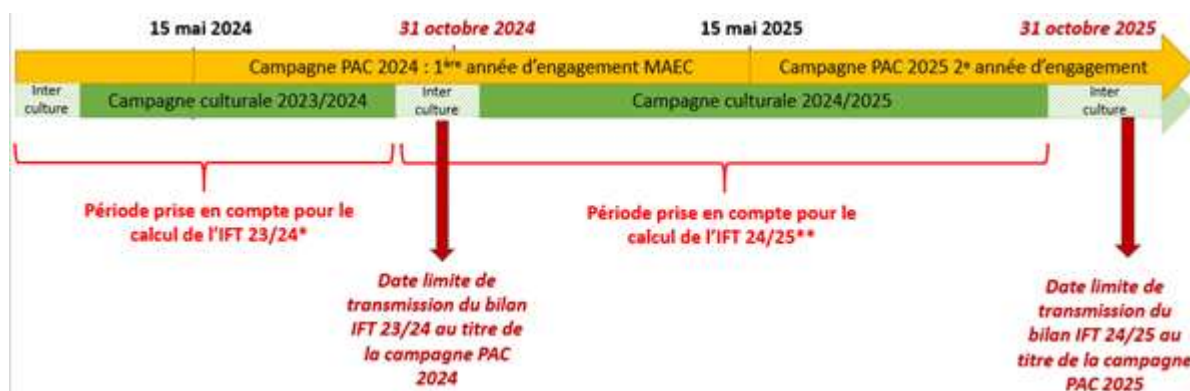 15 mai 2024
31 octobre 2024
15 mai 2025
31 octobre 2025
Campagne PAC 2024 : 1ère année d'engagement MAEC
Campagne PAC 2025 2e année d'engagement
Inter
culture
Campagne culturale 2023/2024
Inter
culture
Campagne culturale 2024/2025
Inter
culture
Période prise en compte pour le
calcul de l'IFT 23/24*
Période prise en compte pour le
calcul de l'IFT 24/25**
Date limite de
transmission du bilan
IFT 23/24 au titre de
la campagne PAC
2024
Date limite de
transmission du
bilan IFT 24/25 au
titre de la campagne
PAC 2025